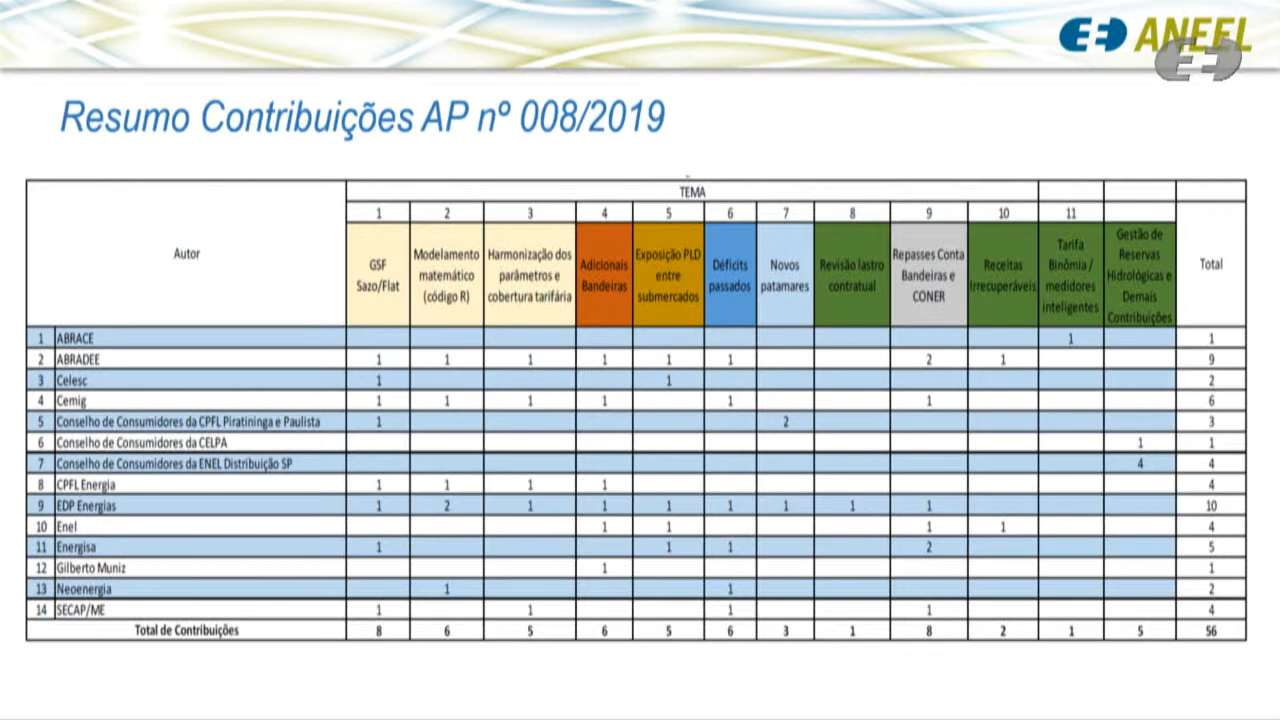 ANEEL
Resumo Contribuições AP nº 008/2019
TEMA
1 2 3 4 5 6 7 8 9 10 11
Autor
GSF Sazo/Flat
Modelamento matemático (código R)
Harmonização dos parâmetros e cobertura tarifária
Adicionais Bandeiras
Exposição PLD entre submercados
Déficits passados
Novos patamares
Revisão lastro contratual
Repasses Conta Bandeiras e CONER
Receitas Irrecuperáveis
Tarifa Binômia / medidores inteligentes
Gestão de Reservas Hidrológicas e Demais Contribuições
Total
1 ABRACE 1 1
2 ABRADEE 1 1 1 1 1 1 2 1 9
3 Celesc 1 1 2
4 Cemig 1 1 1 1 1 1 6
5 Conselho de Consumidores da CPFL Piratininga e Paulista 1 2 3
6 Conselho de Consumidores da CELPA 1 1
7 Conselho de Consumidores da ENEL Distribuição SP 4 4
8 CPFL Energia 1 1 1 1 4
9 EDP Energias 1 2 1 1 1 1 1 1 1 10
10 Enel 1 1 1 1 4
11 Energisa 1 1 1 2 5
12 Gilberto Muniz 1 1
13 Neoenergia 1 1 2
14 SECAP/ME 1 1 1 1 4
Total de Contribuições 8 6 5 6 5 6 3 1 8 2 1 5 56